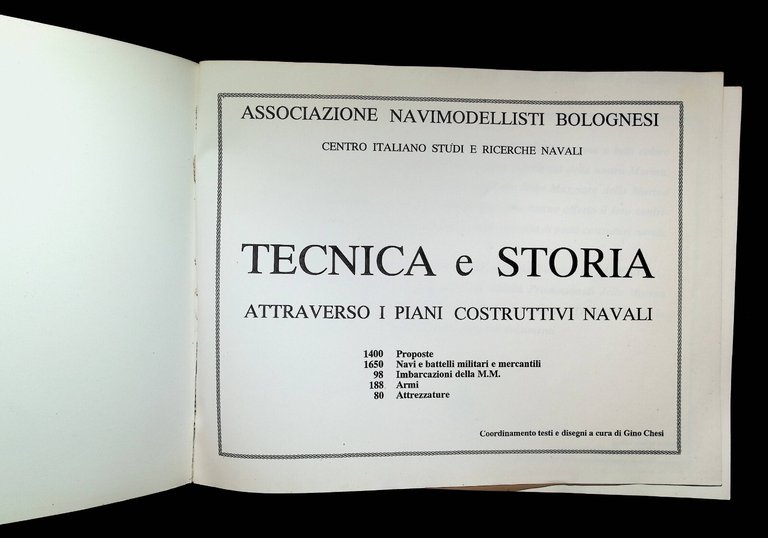 ASSOCIAZIONE NAVIMODELLISTI BOLOGNESI
CENTRO ITALIANO STUDI E RICERCHE NAVALI
TECNICA e STORIA
ATTRAVERSO I PIANI COSTRUTTIVI NAVALI
1400 Proposte
1650 Navi e battelli militari e mercantili
98 Imbarcazioni della M.M.
188 Armi
80 Attrezzature
Coordinamento testi e disegni a cura di Gino Chesi